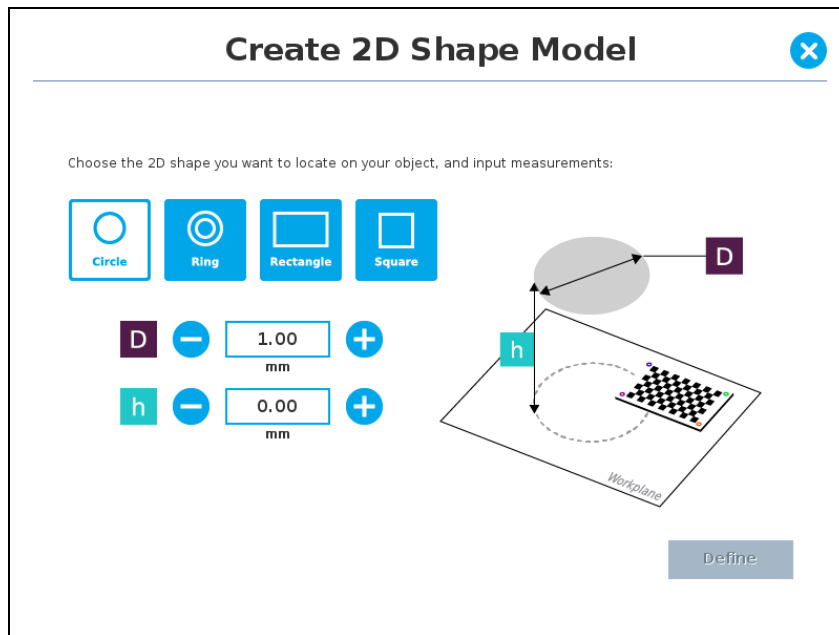 Create 2D Shape Model
Choose the 2D shape you want to locate on your object, and input measurements:
Circle
Ring
Rectangle
Square
D
D
1.00
mm
h
h
0.00
mm
Workplane
Define